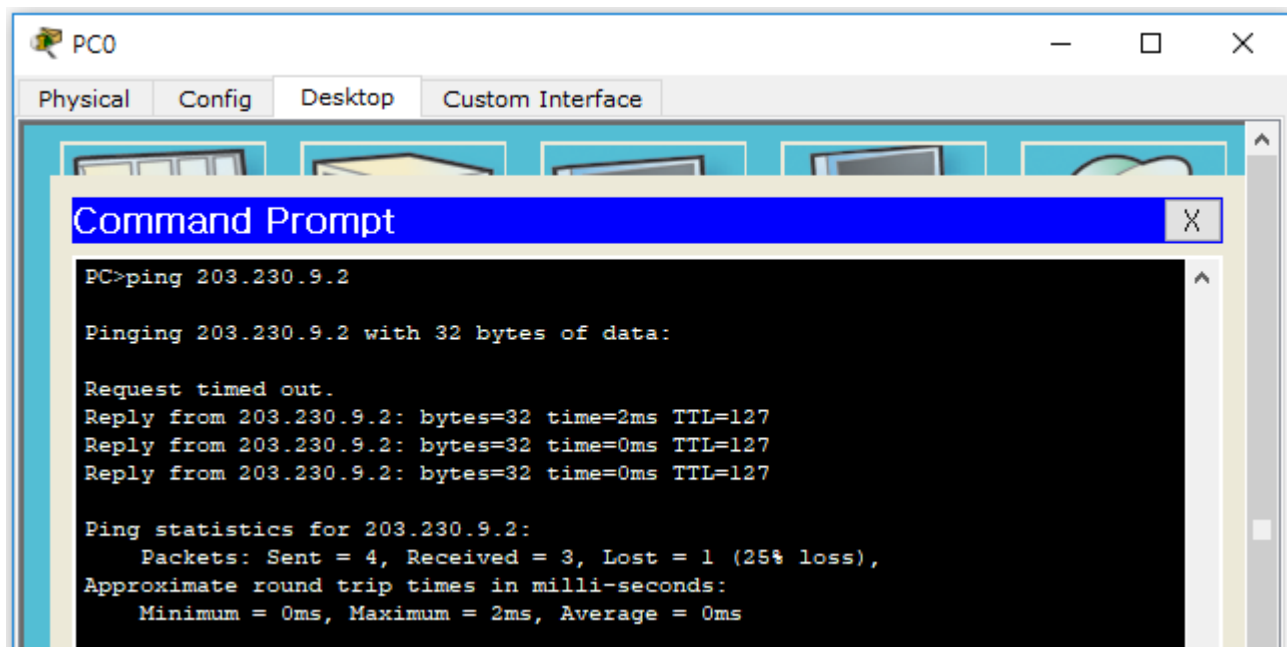 PC0
Physical Config Desktop Custom Interface
Command Prompt X
PC>ping 203.230.9.2
Pinging 203.230.9.2 with 32 bytes of data:
Request timed out.
Reply from 203.230.9.2: bytes=32 time=2ms TTL=127
Reply from 203.230.9.2: bytes=32 time=0ms TTL=127
Reply from 203.230.9.2: bytes=32 time=0ms TTL=127
Ping statistics for 203.230.9.2:
Packets: Sent = 4, Received = 3, Lost = 1 (25% loss),
Approximate round trip times in milli-seconds:
Minimum = 0ms, Maximum = 2ms, Average = 0ms